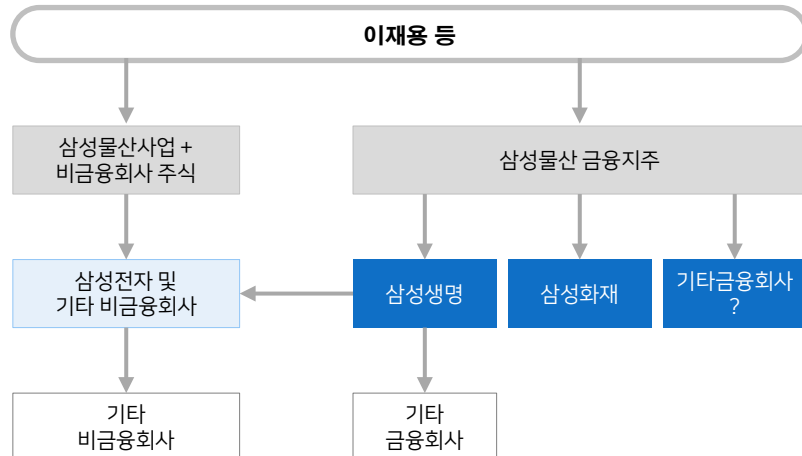 이재용 등
삼성물산사업 +
비금융회사 주식
삼성물산 금융지주
삼성전자 및
기타 비금융회사
삼성생명
삼성화재
기타금융회사
?
기타
비금융회사
기타
금융회사